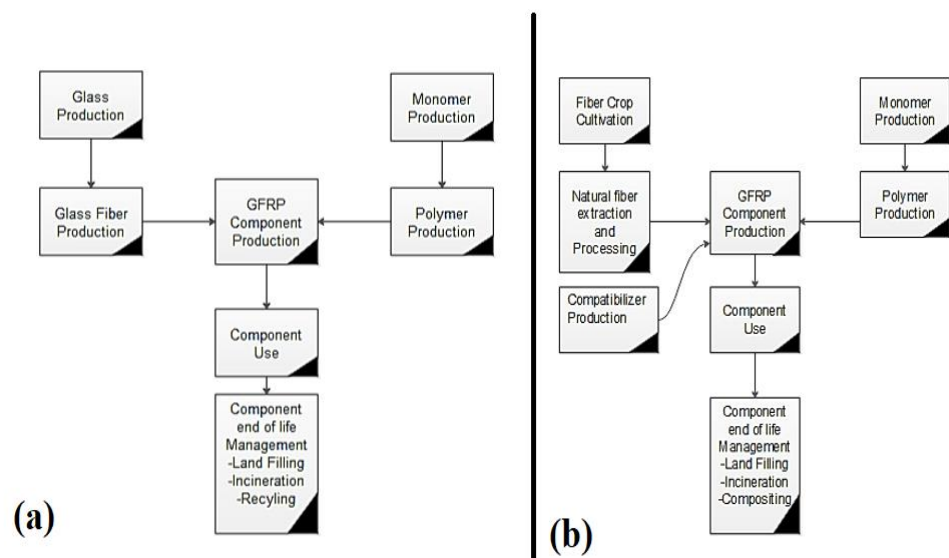 Glass
Production
Monomer
Production
Glass Fiber
Production
GFRP
Component
Production
Polymer
Production
Component
Use
Component
end of life
Management
-Land Filling
-Incineration
-Recyling
(a)
Fiber Crop
Cultivation
Monomer
Production
Natural fiber
extraction
and
Processing
GFRP
Component
Production
Polymer
Production
Compatibilizer
Production
Component
Use
Component
end of life
Management
-Land Filling
-Incineration
-Compositing
(b)